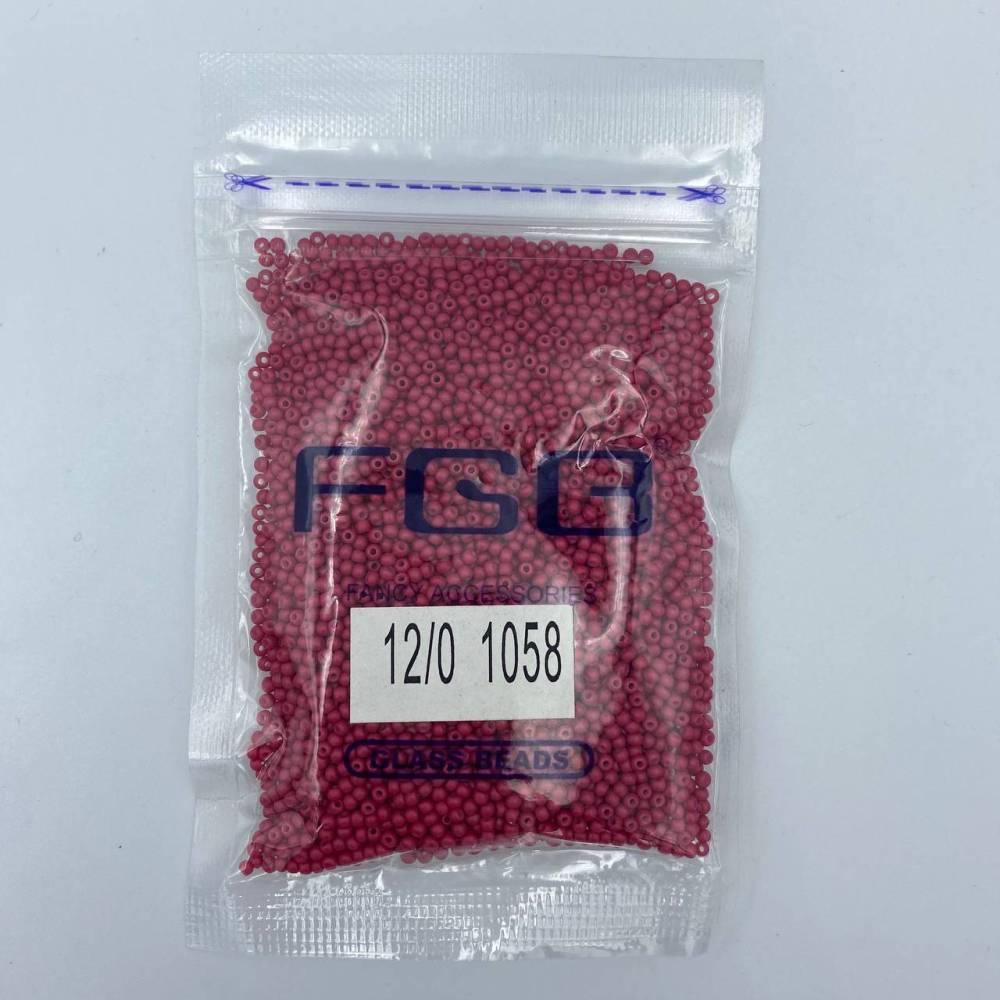 FGB®
FANCY ACCESSORIES
12/0 1058
GLASS BEADS